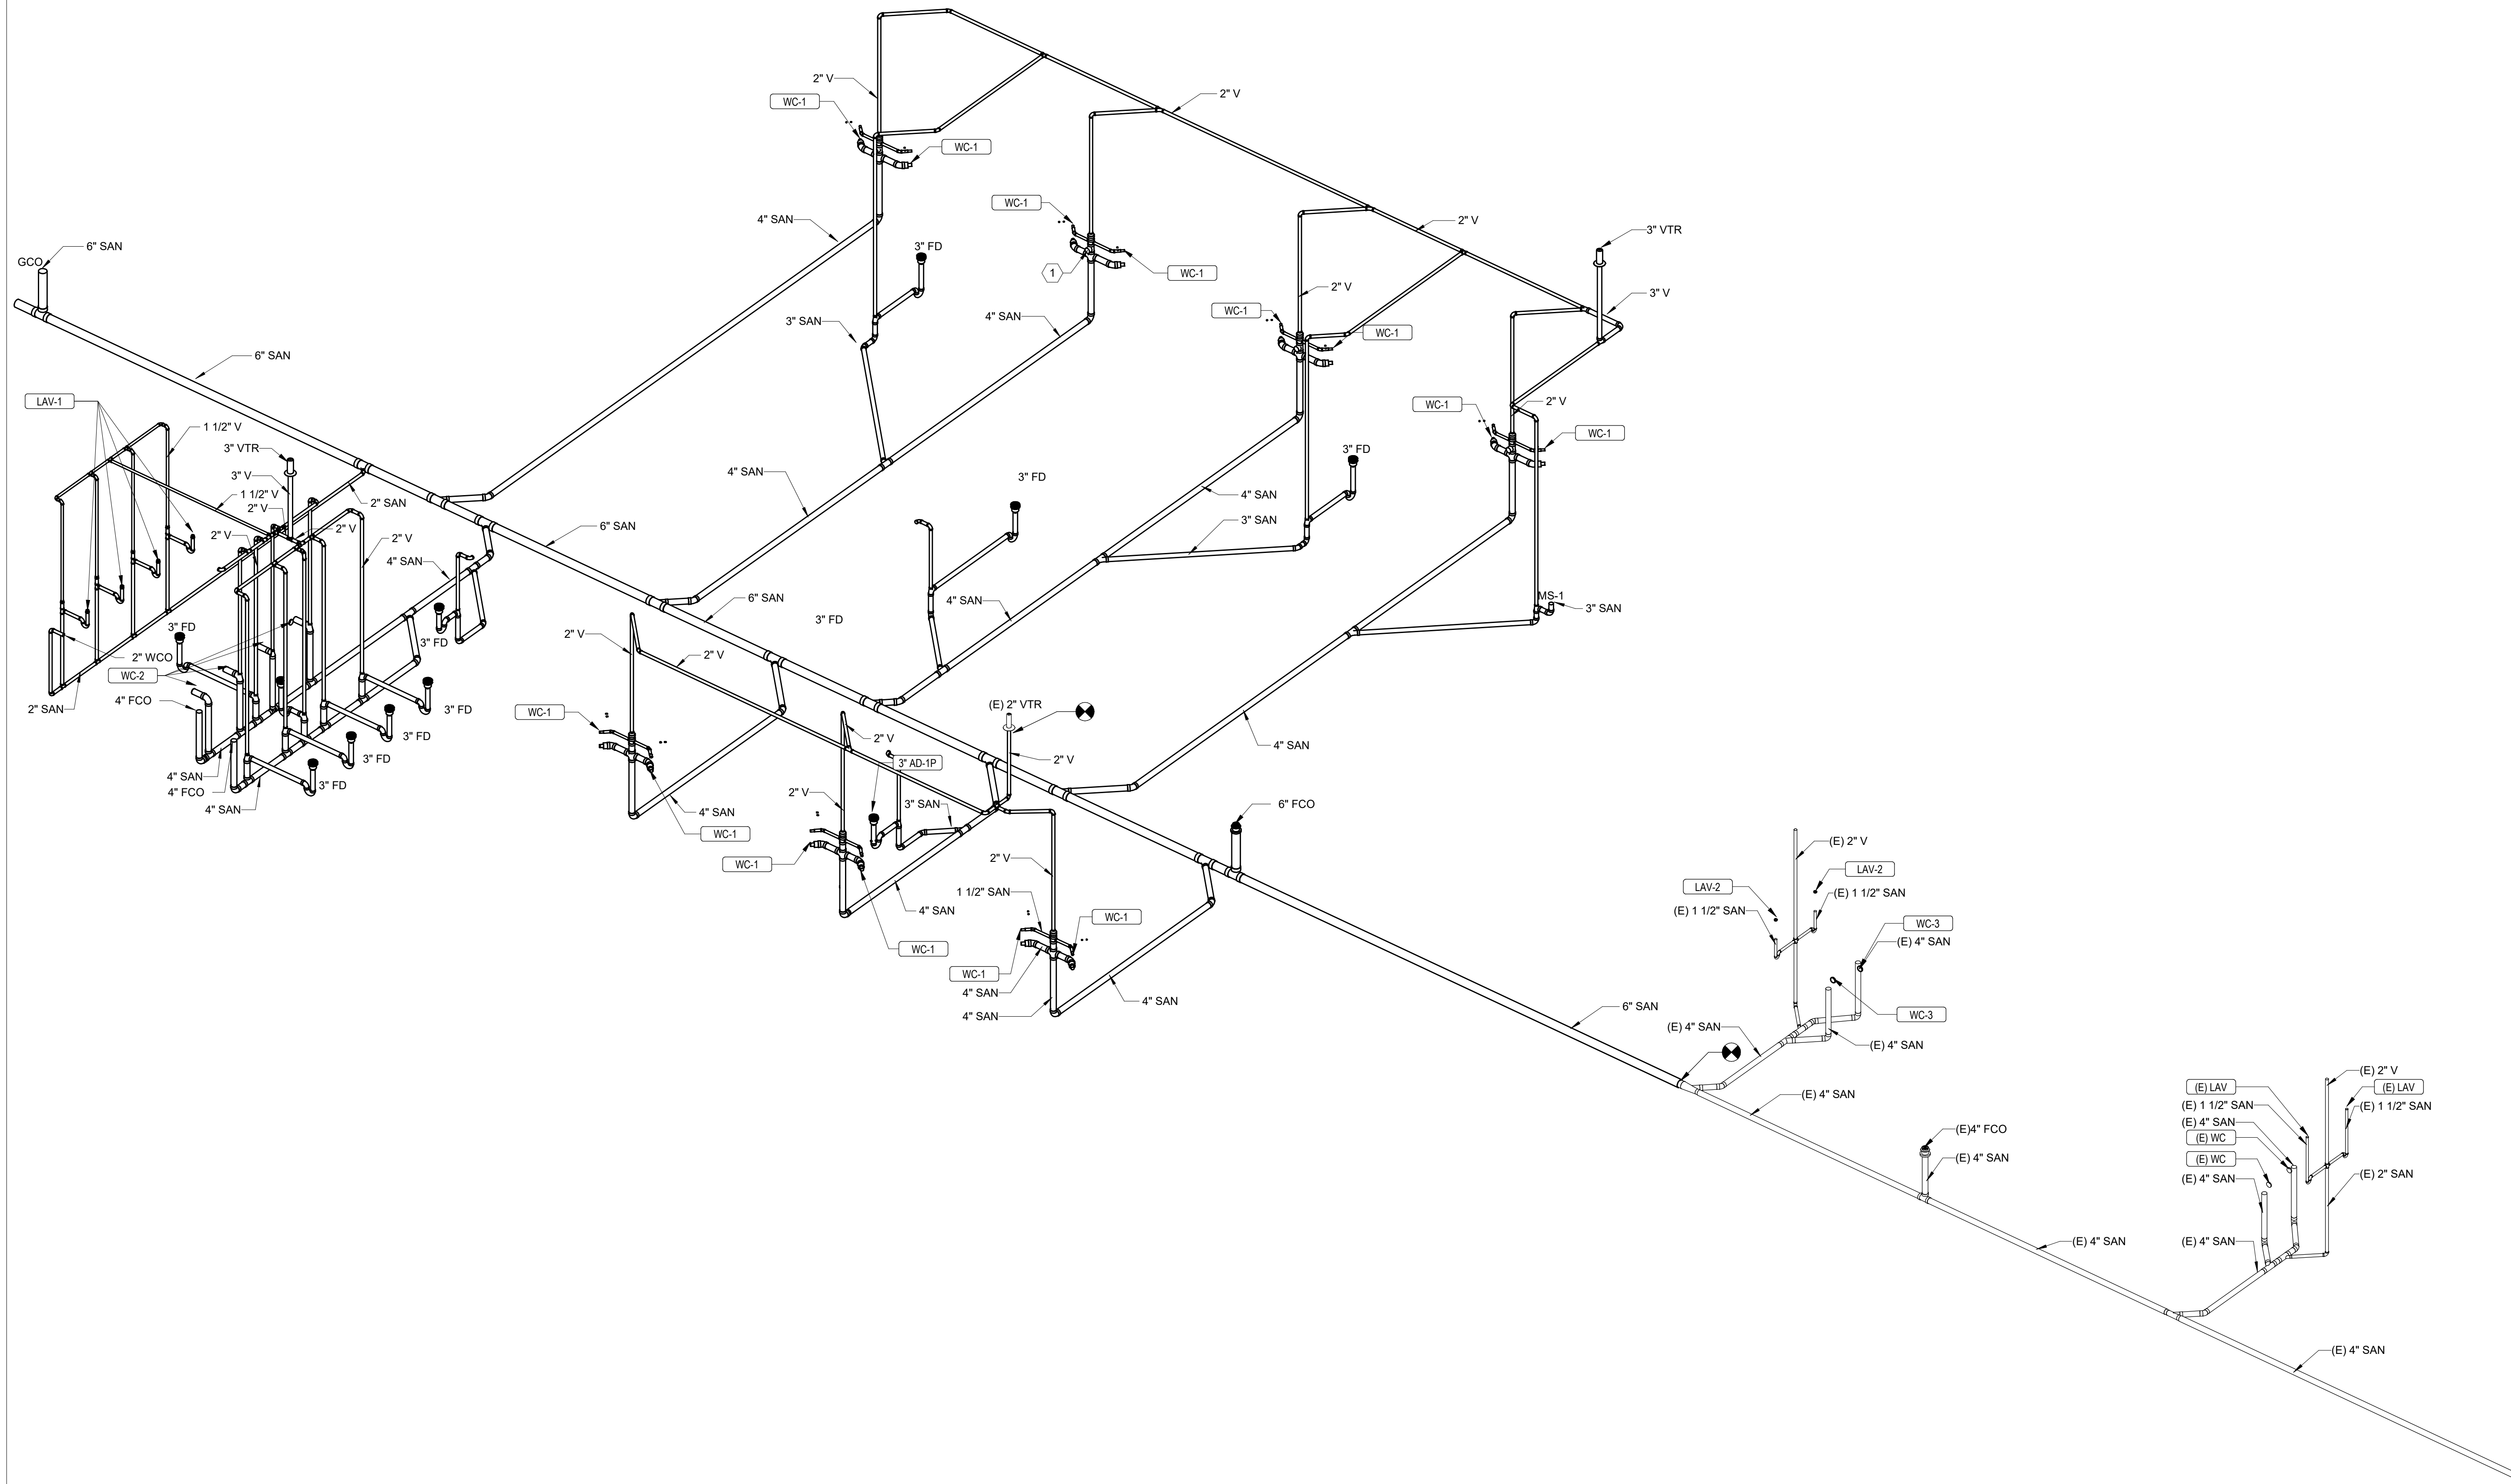 2" V
WC-1
WC-1
2" V
4" SAN
WC-1
1
WC-1
3" FD
2" V
3" VTR
6" SAN
GCO
3" SAN
4" SAN
WC-1
2" V
WC-1
3" V
6" SAN
LAV-1
1 1/2" V
3" VTR
3" V
1 1/2" V
2" V
2" SAN
2" V
2" V
2" V
4" SAN
4" SAN
6" SAN
3" FD
4" SAN
3" SAN
3" FD
WC-1
2" V
WC-1
MS-1
3" SAN
4" SAN
6" SAN
3" FD
3" FD
3" FD
2" WCO
WC-2
4" FCO
2" SAN
3" FD
3" FD
3" FD
3" FD
4" SAN
4" FCO
4" SAN
2" V
2" V
WC-1
4" SAN
WC-1
2" V
2" V
(E) 2" VTR
2" V
3" AD-1P
3" SAN
4" SAN
WC-1
4" SAN
WC-1
6" FCO
2" V
1 1/2" SAN
WC-1
WC-1
4" SAN
4" SAN
4" SAN
6" SAN
(E) 2" V
LAV-2
LAV-2
(E) 1 1/2" SAN
(E) 1 1/2" SAN
WC-3
(E) 4" SAN
WC-3
(E) 4" SAN
(E) 4" SAN
(E) 4" SAN
(E)4" FCO
(E) 4" SAN
(E) 4" SAN
(E) 2" V
(E) LAV
(E) LAV
(E) 1 1/2" SAN
(E) 1 1/2" SAN
(E) 4" SAN
(E) WC
(E) WC
(E) 4" SAN
(E) 2" SAN
(E) 4" SAN
(E) 4" SAN